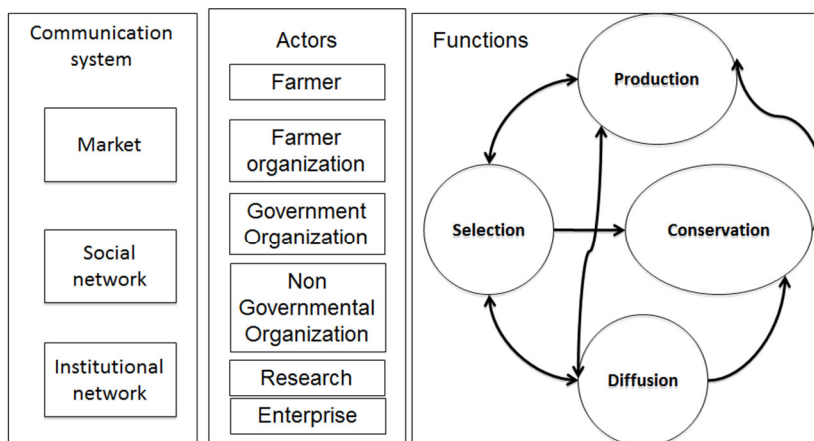 Communication
system
Market
Social
network
Institutional
network
Actors
Farmer
Farmer
organization
Government
Organization
Non
Governmental
Organization
Research
Enterprise
Functions
Production
Selection
Conservation
Diffusion